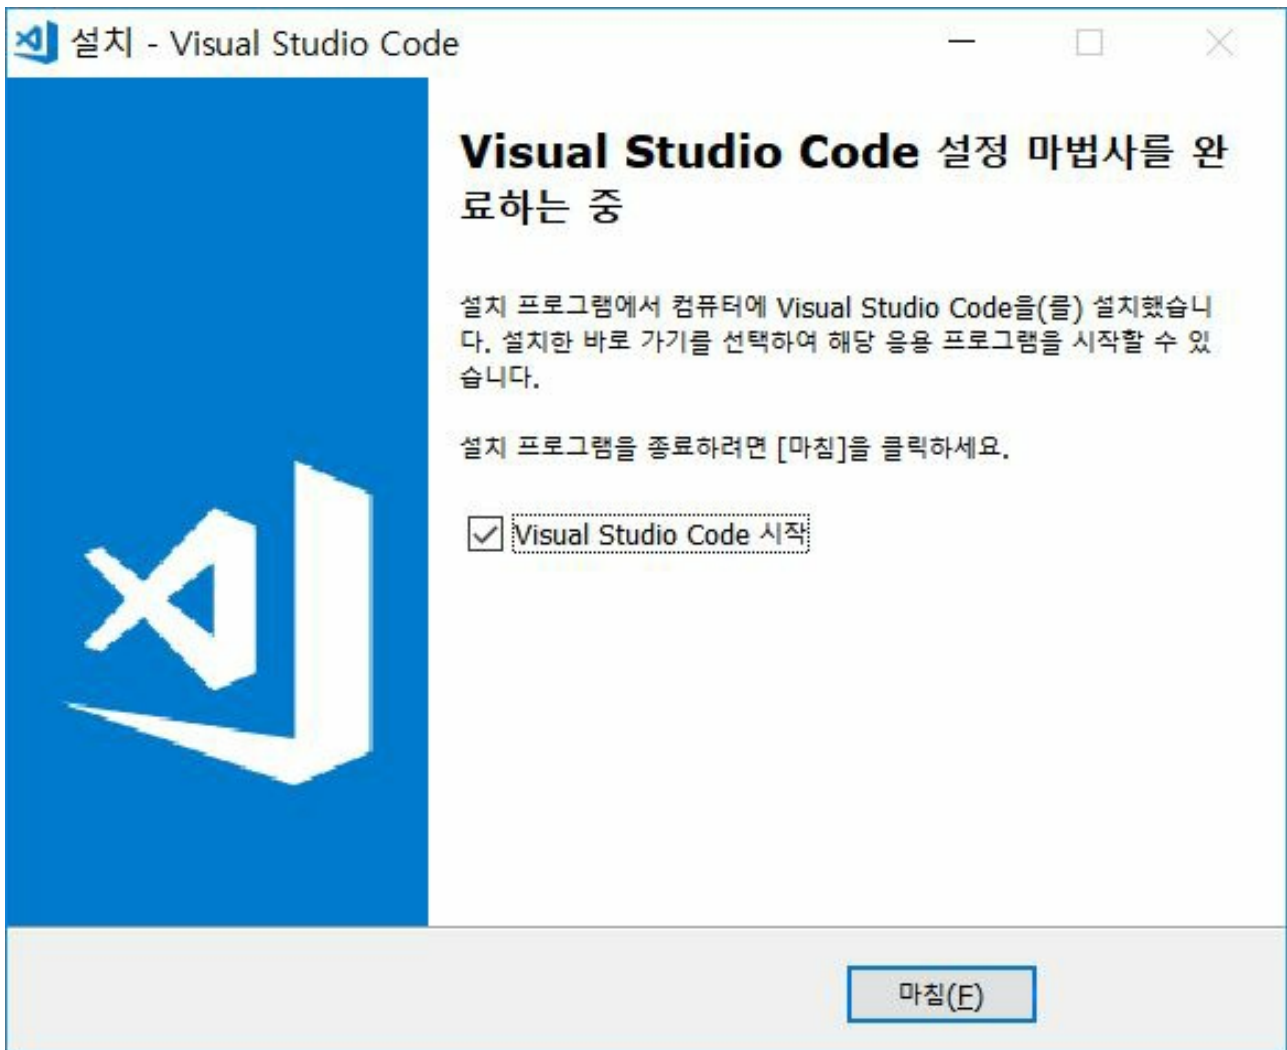 설치 - Visual Studio Code
Visual Studio Code 설정 마법사를 완
료하는 중
설치 프로그램에서 컴퓨터에 Visual Studio Code을(를) 설치했습니
다. 설치한 바로 가기를 선택하여 해당 응용 프로그램을 시작할 수 있
습니다.
설치 프로그램을 종료하려면 [마침]을 클릭하세요.
Visual Studio Code 시작
마침(F)